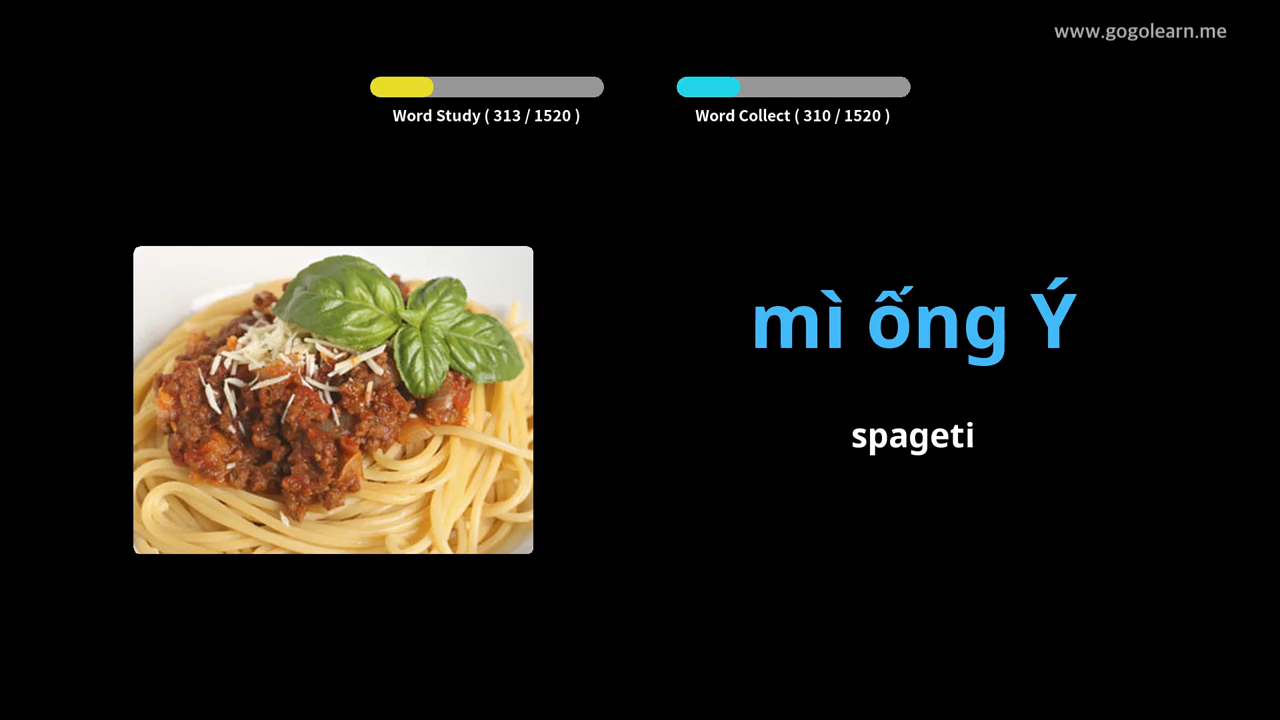 www.gogolearn.me
Word Study ( 313 / 1520 )
Word Collect ( 310 / 1520 )
mì ống Ý
spageti